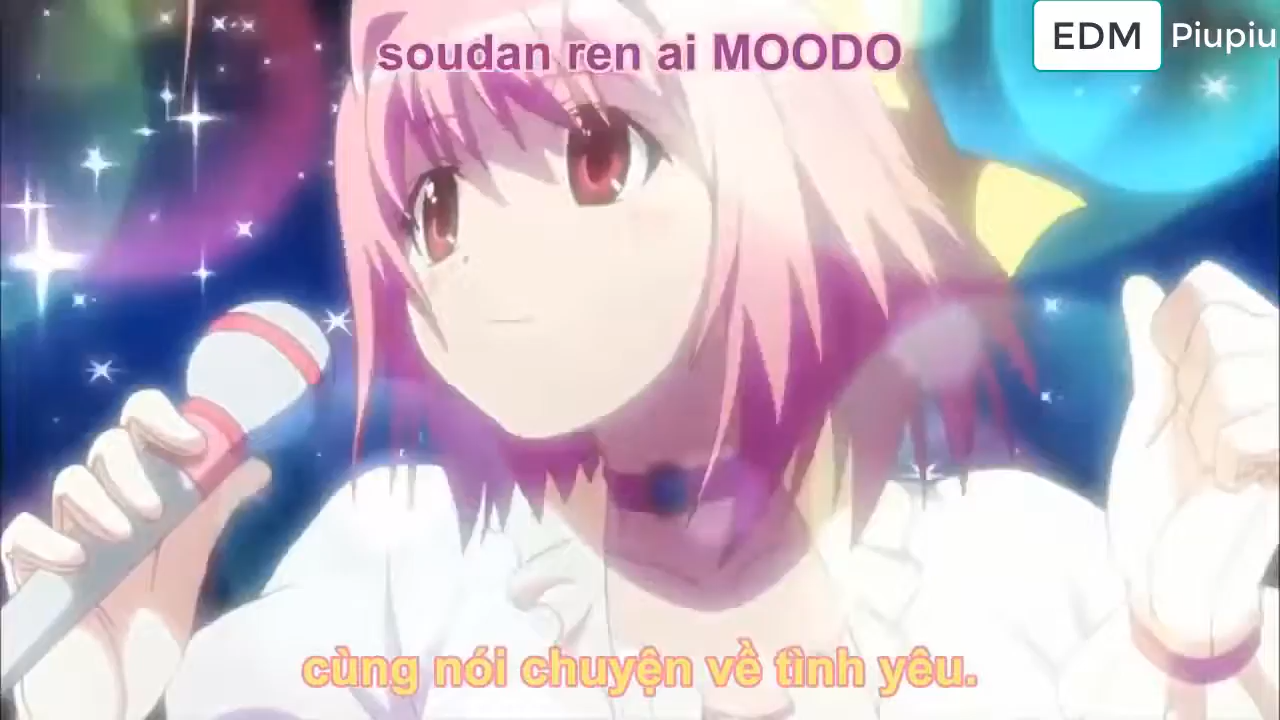 soudan ren ai MOODO
EDM Piupiu
cùng nói chuyện về tình yêu.